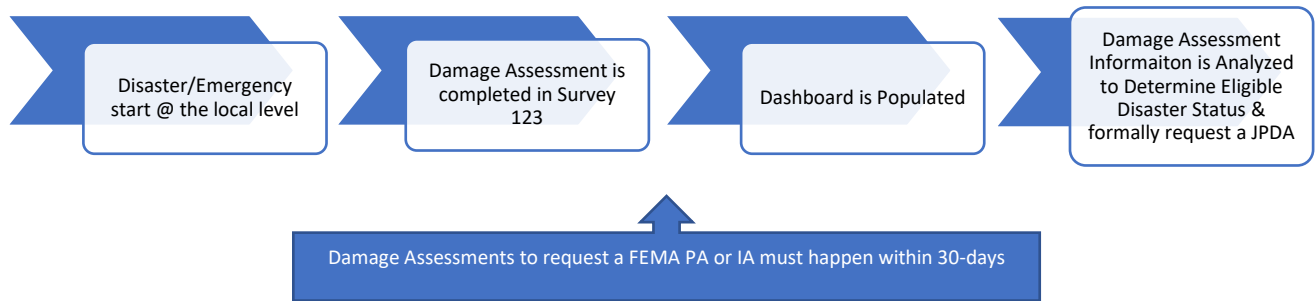 Disaster/Emergency
start @ the local level
Damage Assessment is
completed in Survey
123
Dashboard is Populated
Damage Assessment
Informaiton is Analyzed
to Determine Eligible
Disaster Status &
formally request a JPDA
Damage Assessments to request a FEMA PA or IA must happen within 30-days